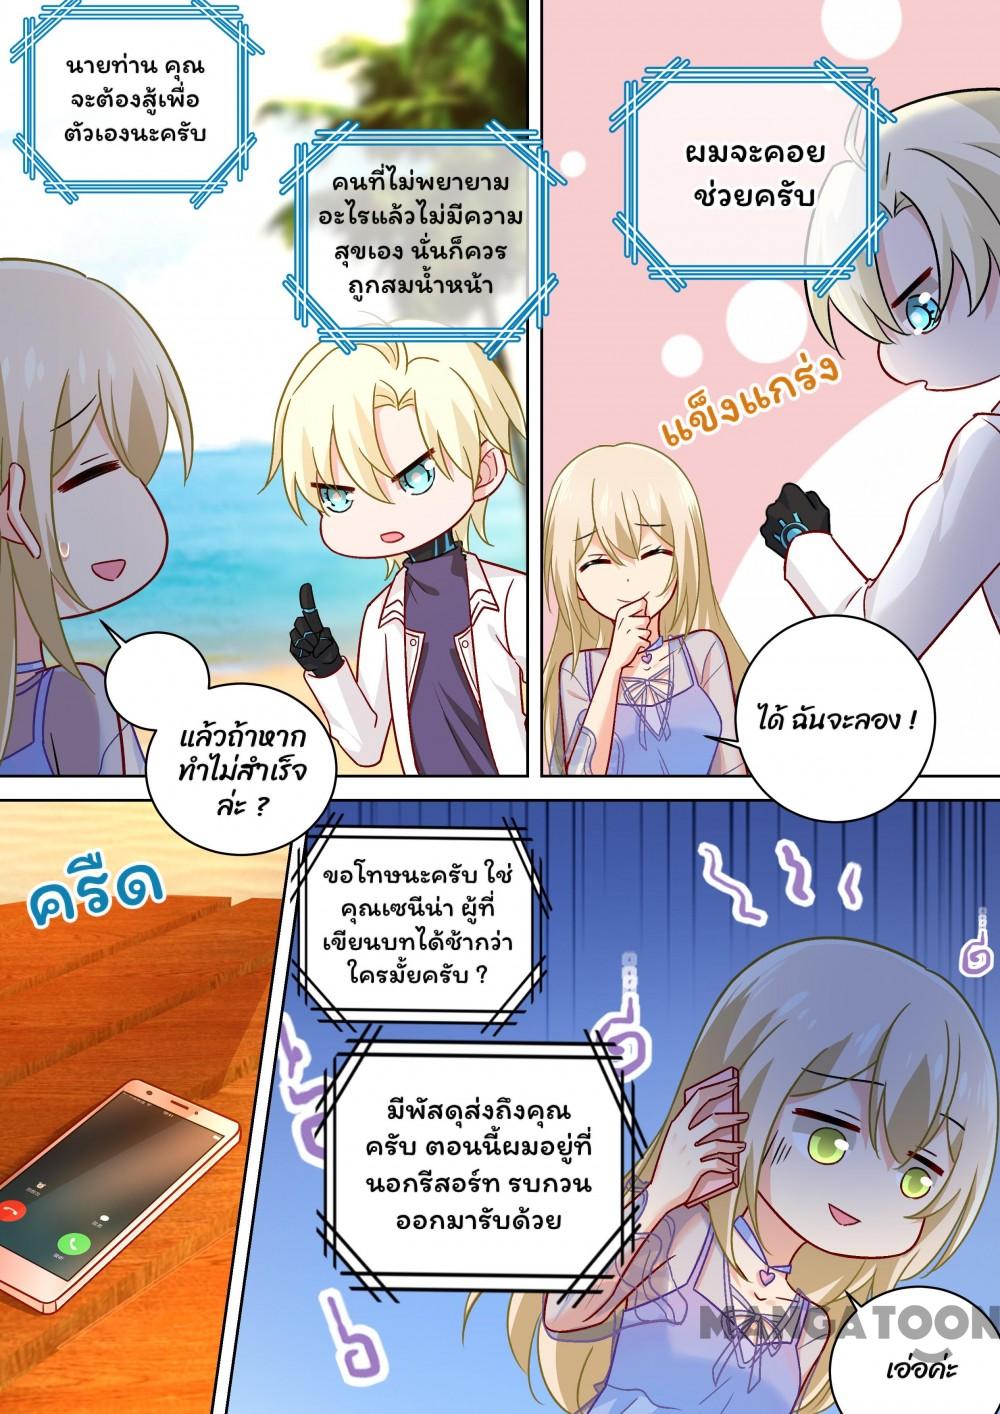 นายท่าน คุณ
จะต้องสู้เพื่อ
ตัวเองนะครับ
คนที่ไม่พยายาม
อะไรแล้วไม่มีความ
สุขเอง นั่นก็ควร
ถูกสมน้ำหน้า
แล้วถ้าหาก
ทำไม่สำเร็จ
ล่ะ ?
ผมจะคอย
ช่วยครับ
แข็งแกร่ง
ได้ ฉันจะลอง !
ครืด
ขอโทษนะครับ ใช่
คุณเซนีน่า ผู้ที่
เขียนบทได้ช้ากว่า
ใครมั้ยครับ ?
มีพัสดุส่งถึงคุณ
ครับ ตอนนี้ผมอยู่ที่
นอกรีสอร์ท รบกวน
ออกมารับด้วย
เอ่อค่ะ
MANGATOON